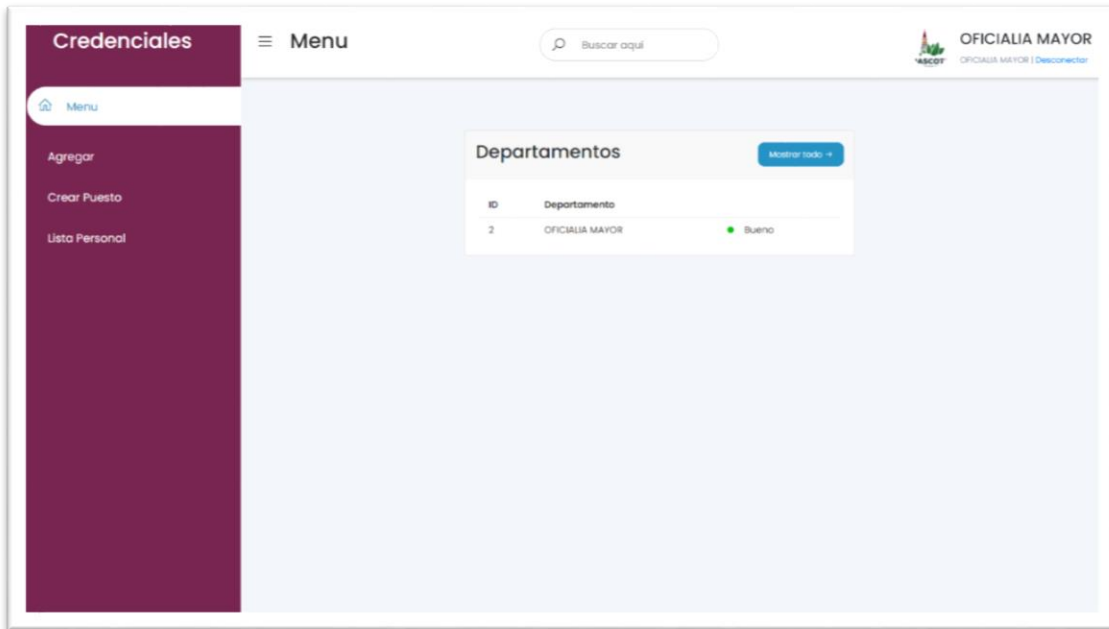 Credenciales
Menu
Buscar aquí
OFICIALIA MAYOR
OFICIALIA MAYOR | Desconectar
Menu
Agregar
Crear Puesto
Lista Personal
Departamentos
Mostrar todo
ID Departamento
2 OFICIALIA MAYOR Bueno